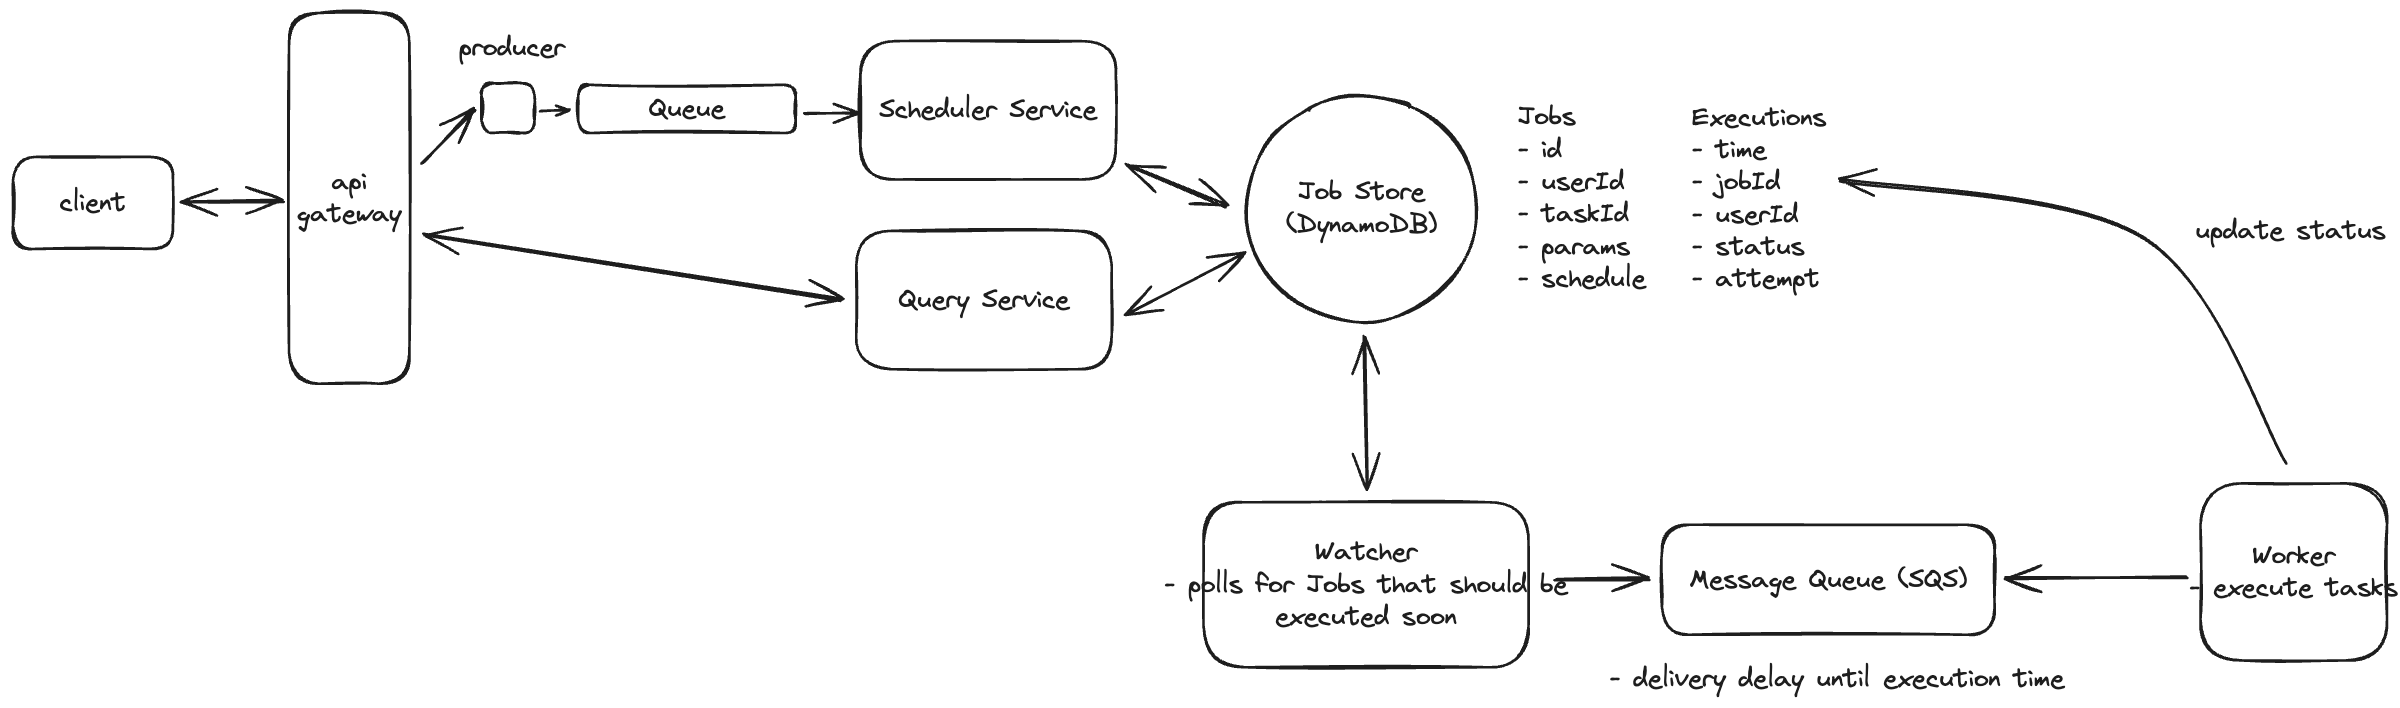 producer
Queue
Scheduler Service
client
api
gateway
Query Service
Job Store
(DynamoDB)
Jobs
- id
- userId
- taskId
- params
- schedule
Executions
- time
- jobId
- userId
- status
- attempt
update status
Watcher
- polls for Jobs that should be
executed soon
Message Queue (SQS)
- delivery delay until execution time
Worker
- execute tasks